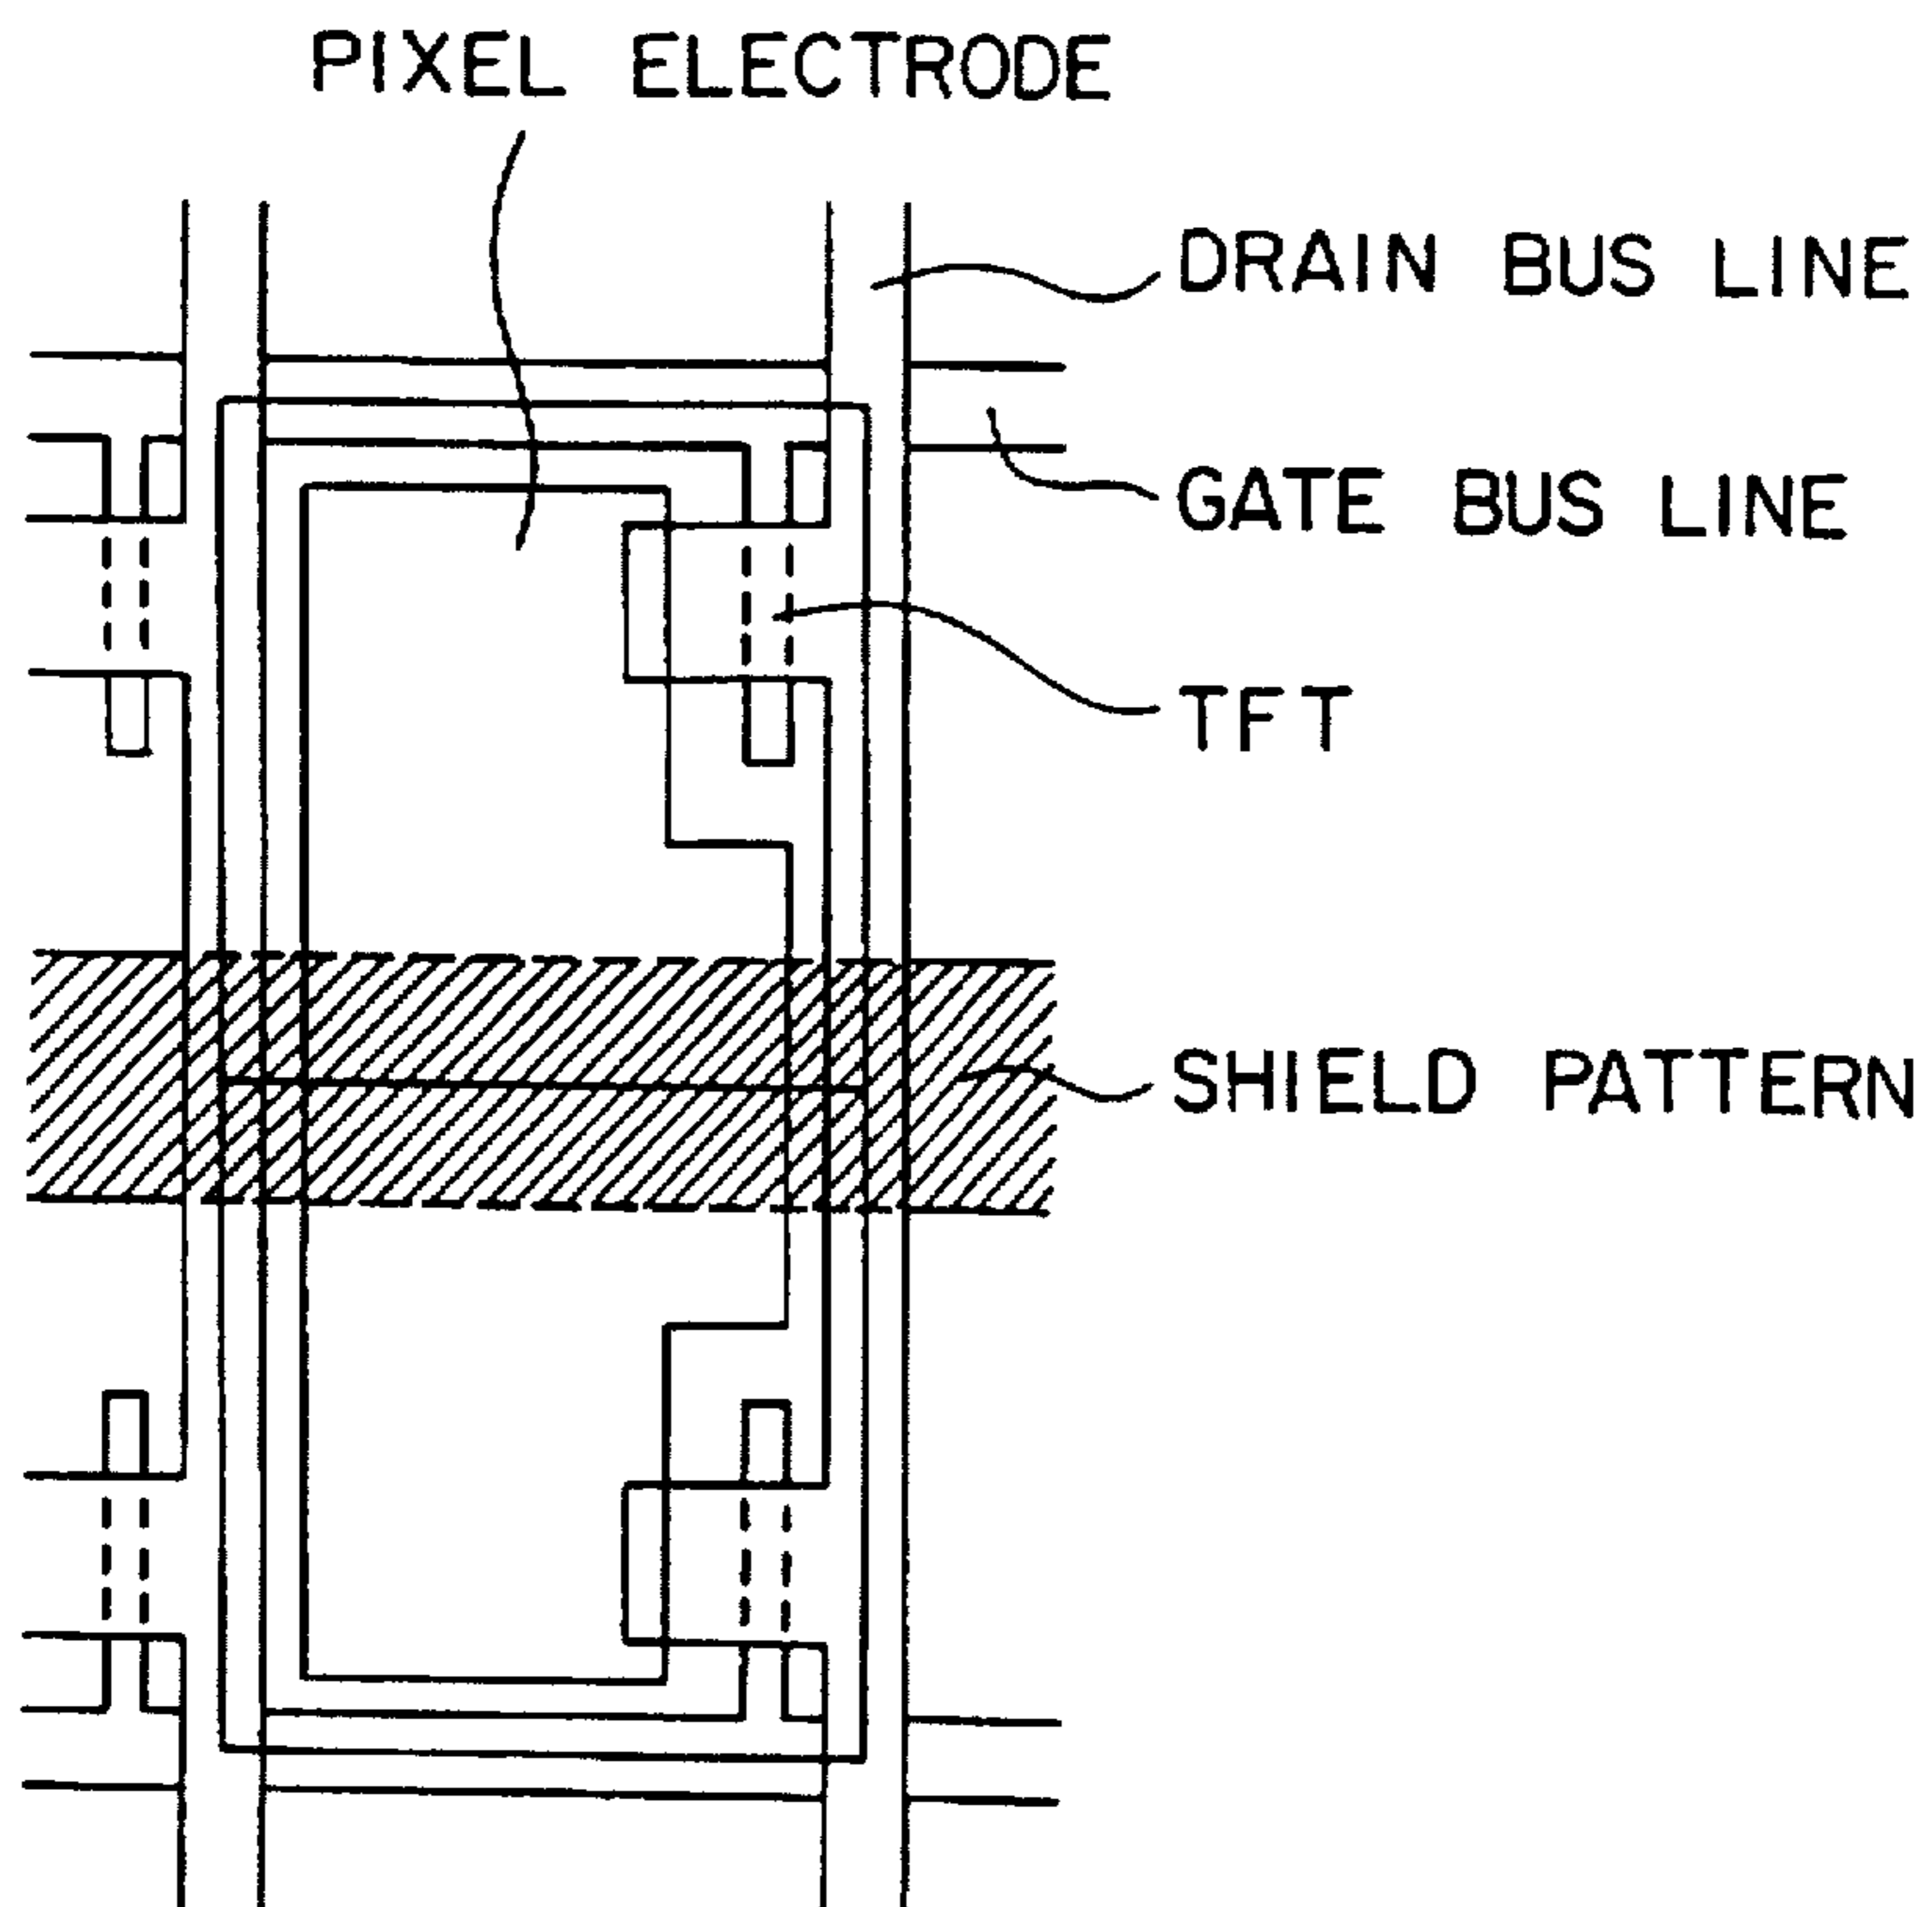 PIXEL ELECTRODE
DRAIN BUS LINE
GATE BUS LINE
TFT
SHIELD PATTERN